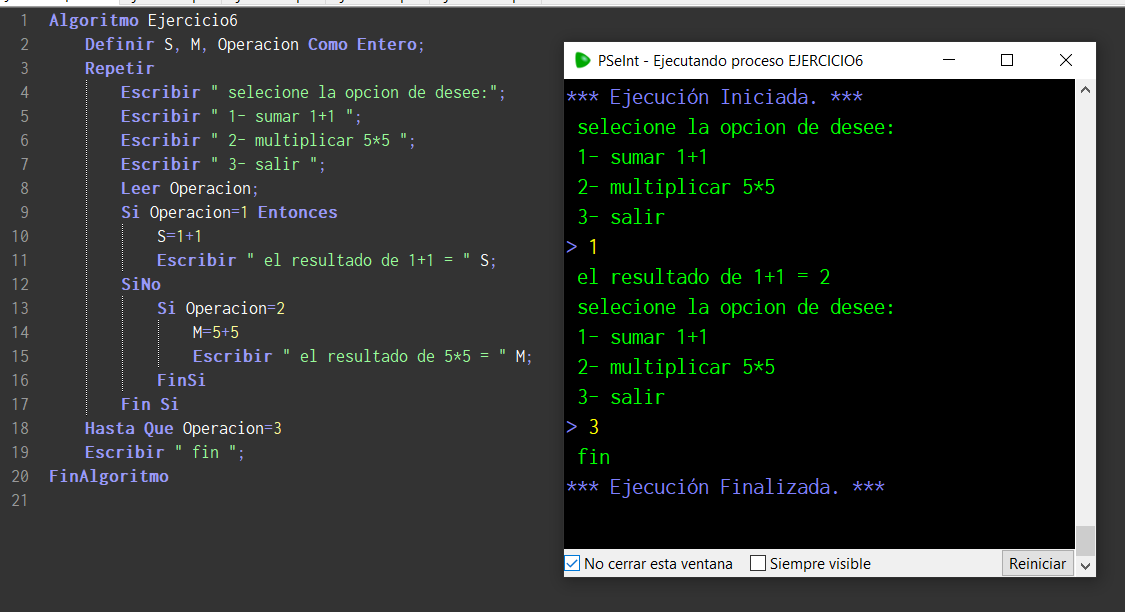 1 Algoritmo Ejercicio6
2 Definir S, M, Operacion Como Entero;
3 Repetir
4 Escribir " selecione la opcion de desee:";
5 Escribir " 1- sumar 1+1 ";
6 Escribir " 2- multiplicar 5*5 ";
7 Escribir " 3- salir ";
8 Leer Operacion;
9 Si Operacion=1 Entonces
10 S=1+1
11 Escribir " el resultado de 1+1 = " S;
12 SiNo
13 Si Operacion=2
14 M=5+5
15 Escribir " el resultado de 5*5 = " M;
16 FinSi
17 Fin Si
18 Hasta Que Operacion=3
19 Escribir " fin ";
20 FinAlgoritmo
21
PSeInt - Ejecutando proceso EJERCICIO6
*** Ejecución Iniciada. ***
selecione la opcion de desee:
1- sumar 1+1
2- multiplicar 5*5
3- salir
> 1
el resultado de 1+1 = 2
selecione la opcion de desee:
1- sumar 1+1
2- multiplicar 5*5
3- salir
> 3
fin
*** Ejecución Finalizada. ***
No cerrar esta ventana Siempre visible Reiniciar